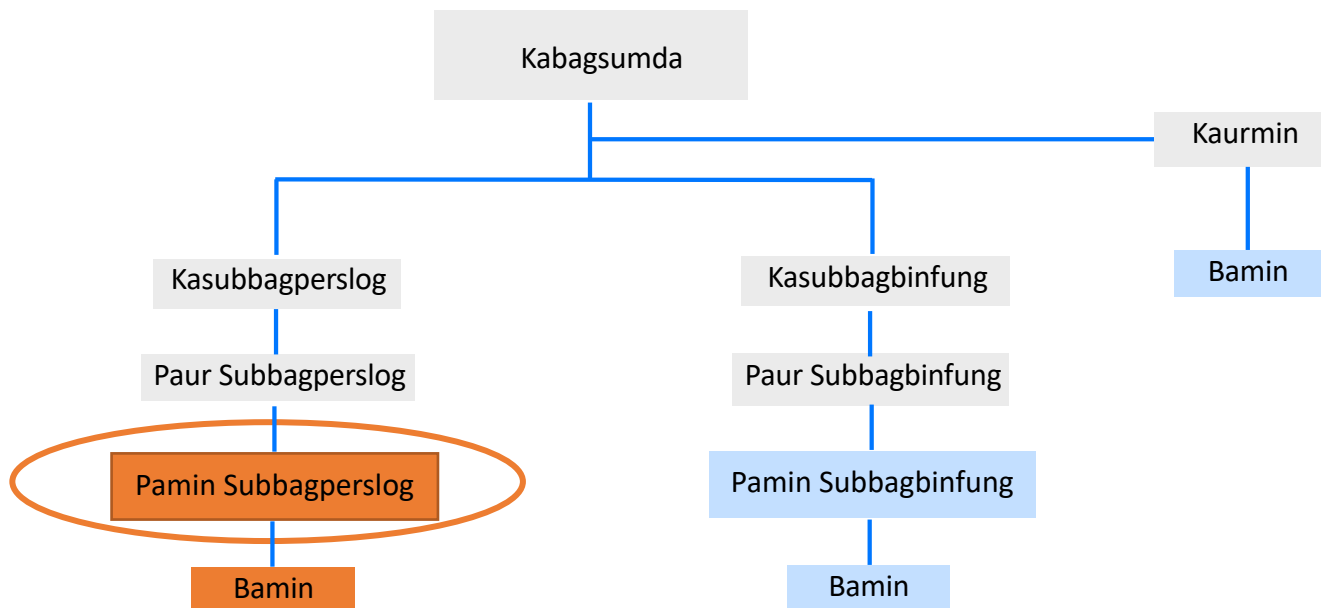 Kabagsumda
Kaurmin
Bamin
Kasubbagperslog
Kasubbagbinfung
Paur Subbagperslog
Paur Subbagbinfung
Pamin Subbagperslog
Pamin Subbagbinfung
Bamin
Bamin